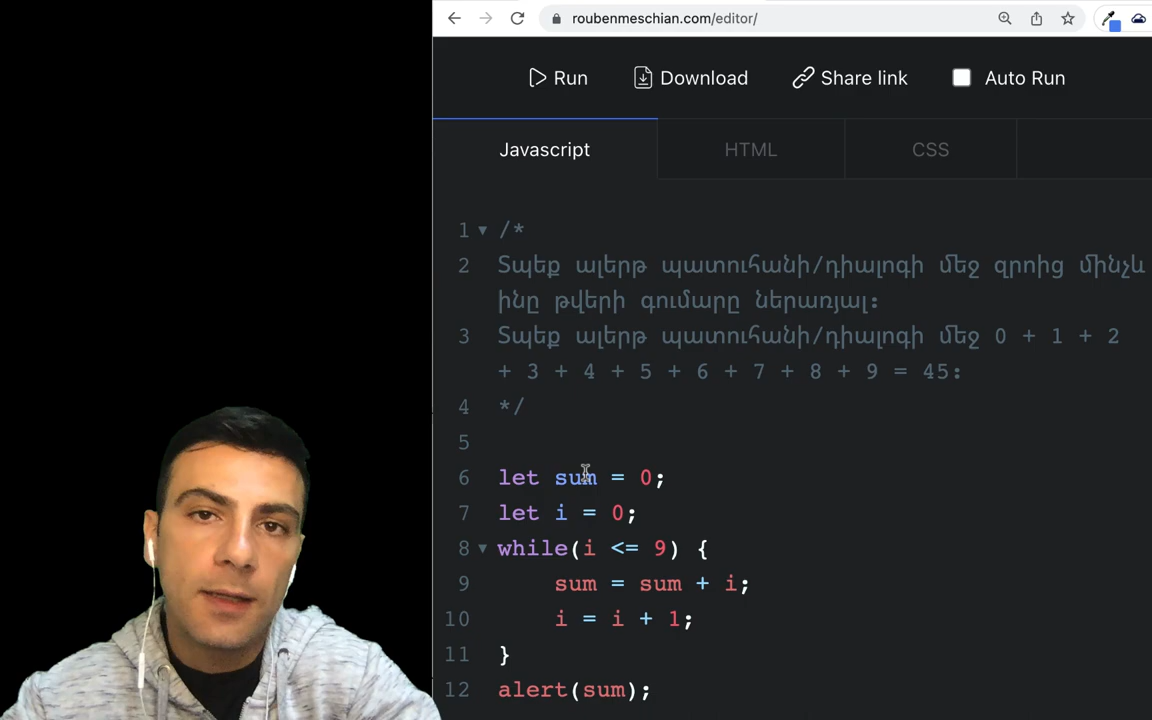 roubenmeschian.com/editor/
Run Download Share link Auto Run
Javascript HTML CSS
1 /*
2 Տպեք ալերթ պատուհանի/դիալոգի մեջ զրոից մինչև
ինը թվերի գումարը ներառյալ:
3 Տպեք ալերթ պատուհանի/դիալոգի մեջ 0 + 1 + 2
+ 3 + 4 + 5 + 6 + 7 + 8 + 9 = 45:
4 */
5
6 let sum = 0;
7 let i = 0;
8 while(i <= 9) {
9 sum = sum + i;
10 i = i + 1;
11 }
12 alert(sum);